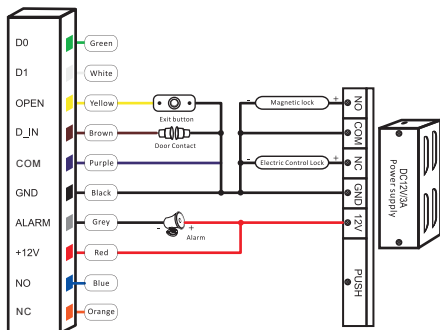 D0 Green
D1 White
OPEN Yellow
Exit button
D_IN Brown
Door Contact
COM Purple
GND Black
ALARM Grey
- +
Alarm
+12V Red
NO Blue
NC Orange
- Magnetic lock +
- Electric Control Lock +
NO
COM
NC
GND
12V
PUSH
DC12V/3A
Power supply